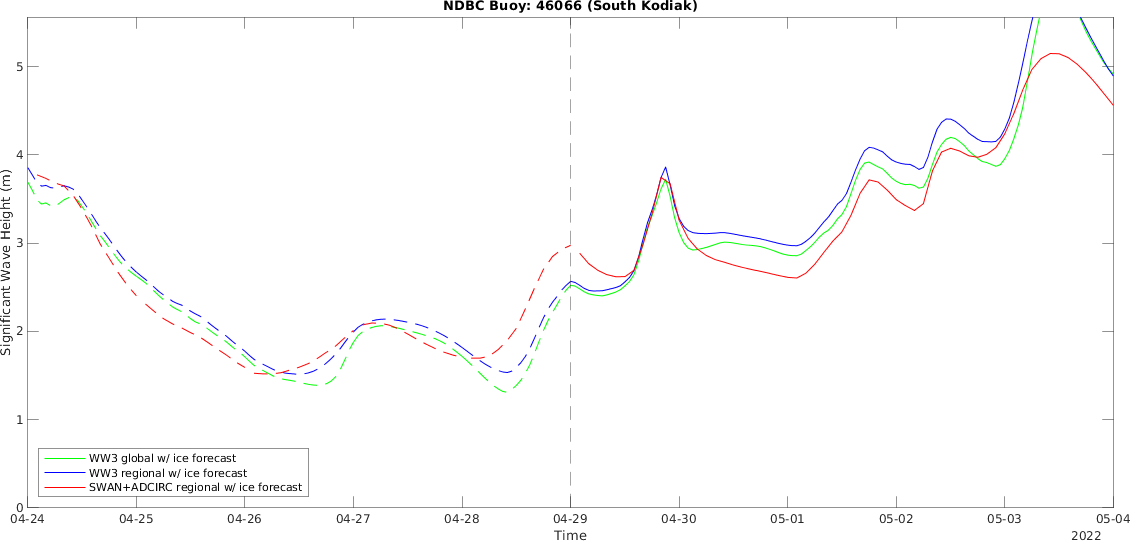 NDBC Buoy: 46066 (South Kodiak)
Significant Wave Height (m)
5
4
3
2
1
0
WW3 global w/ ice forecast
WW3 regional w/ ice forecast
SWAN+ADCIRC regional w/ ice forecast
04-24 04-25 04-26 04-27 04-28 04-29 04-30 05-01 05-02 05-03 05-04
Time
2022